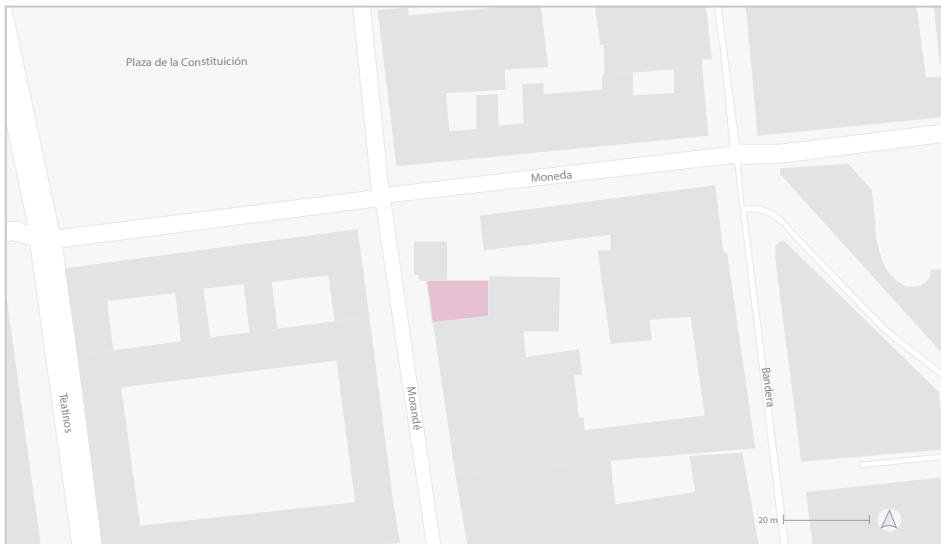 Plaza de la Constituición
Moneda
Teatinos
Morandé
Bandera
20 m